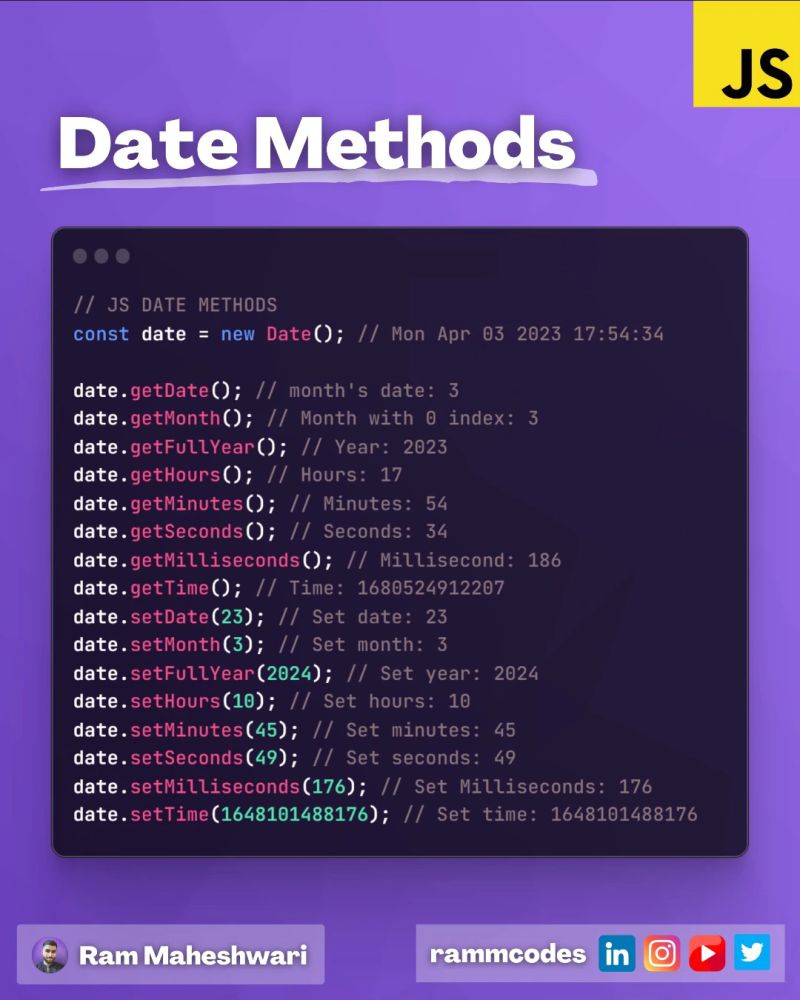 JS
Date Methods
// JS DATE METHODS
const date = new Date(); // Mon Apr 03 2023 17:54:34
date.getDate(); // month's date: 3
date.getMonth(); // Month with 0 index: 3
date.getFullYear(); // Year: 2023
date.getHours(); // Hours: 17
date.getMinutes(); // Minutes: 54
date.getSeconds(); // Seconds: 34
date.getMilliseconds(); // Millisecond: 186
date.getTime(); // Time: 1680524912207
date.setDate(23); // Set date: 23
date.setMonth(3); // Set month: 3
date.setFullYear(2024); // Set year: 2024
date.setHours(10); // Set hours: 10
date.setMinutes(45); // Set minutes: 45
date.setSeconds(49); // Set seconds: 49
date.setMilliseconds(176); // Set Milliseconds: 176
date.setTime(1648101488176); // Set time: 1648101488176
Ram Maheshwari
rammcodes in